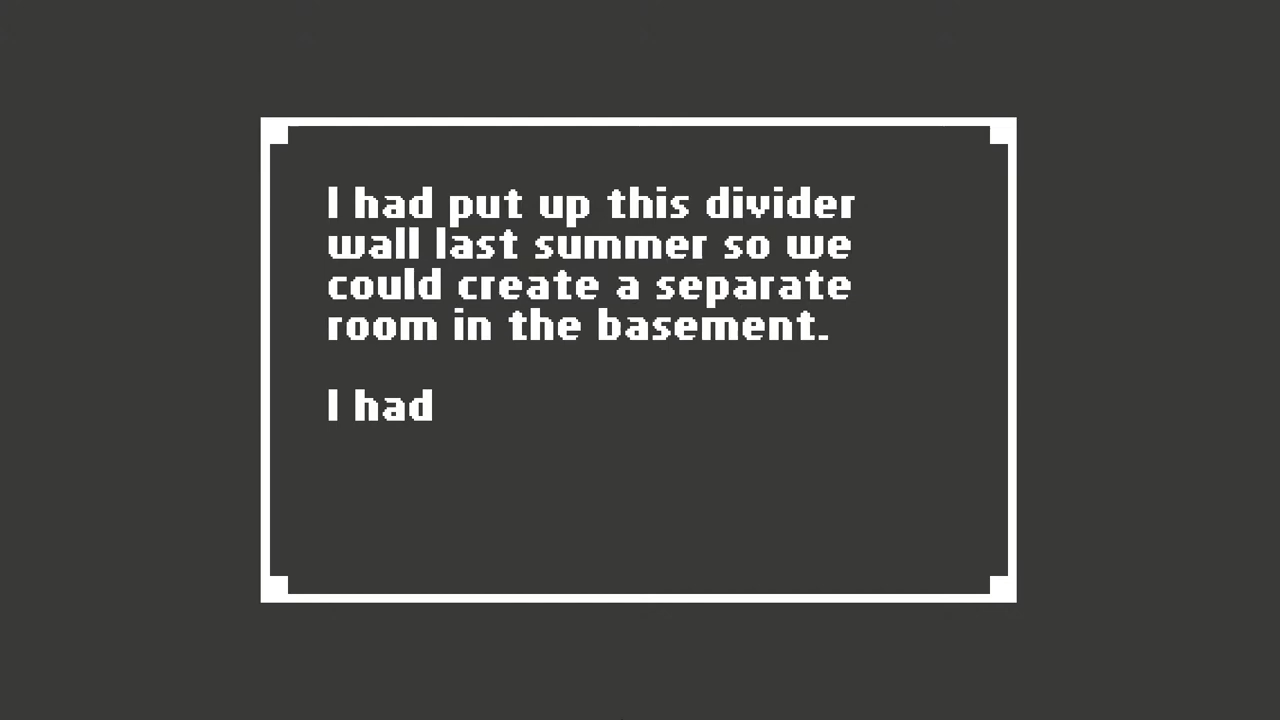 I had put up this divider
wall last summer so we
could create a separate
room in the basement.
I had